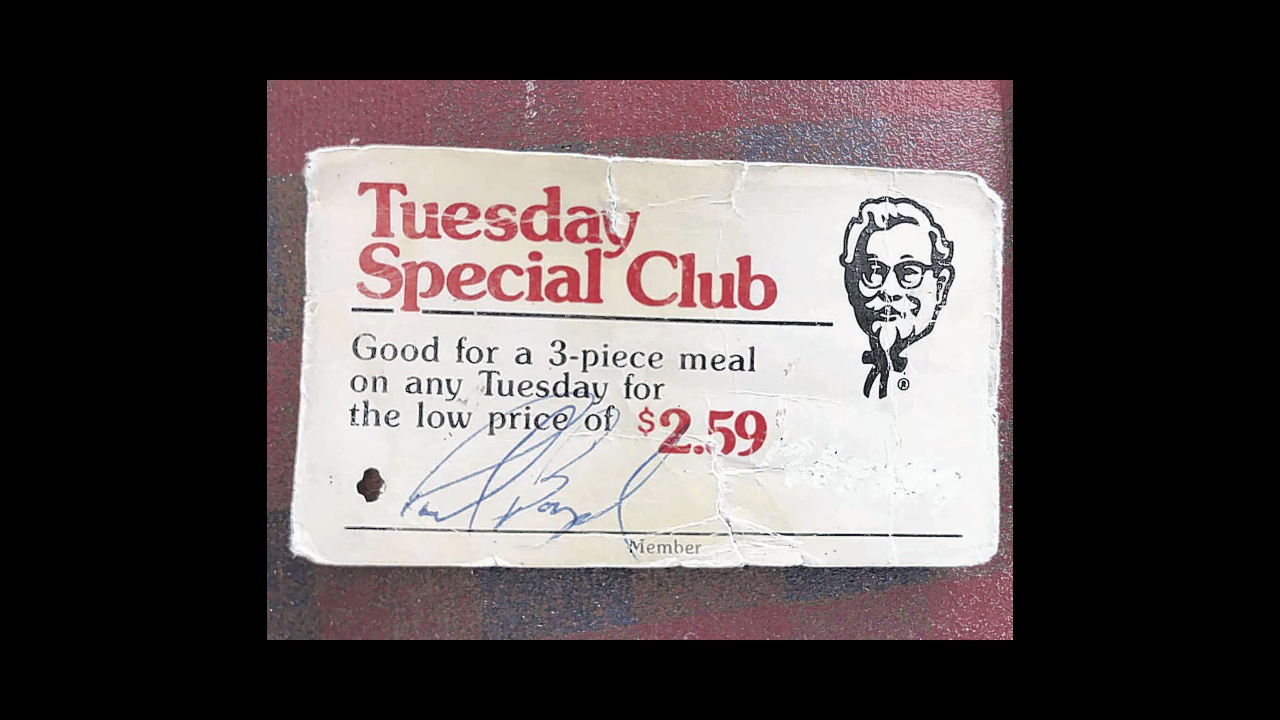 Tuesday
Special Club
Good for a 3-piece meal
on any Tuesday for
the low price of $2.59
Member
®